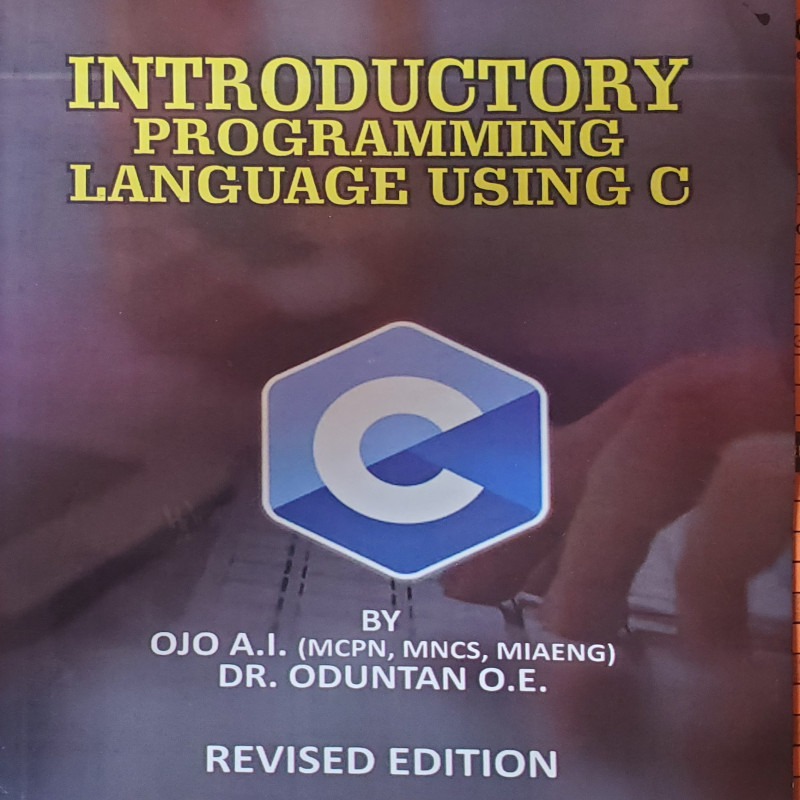 INTRODUCTORY
PROGRAMMING
LANGUAGE USING C
C
BY
OJO A.I. (MCPN, MNCS, MIAENG)
DR. ODUNTAN O.E.
REVISED EDITION